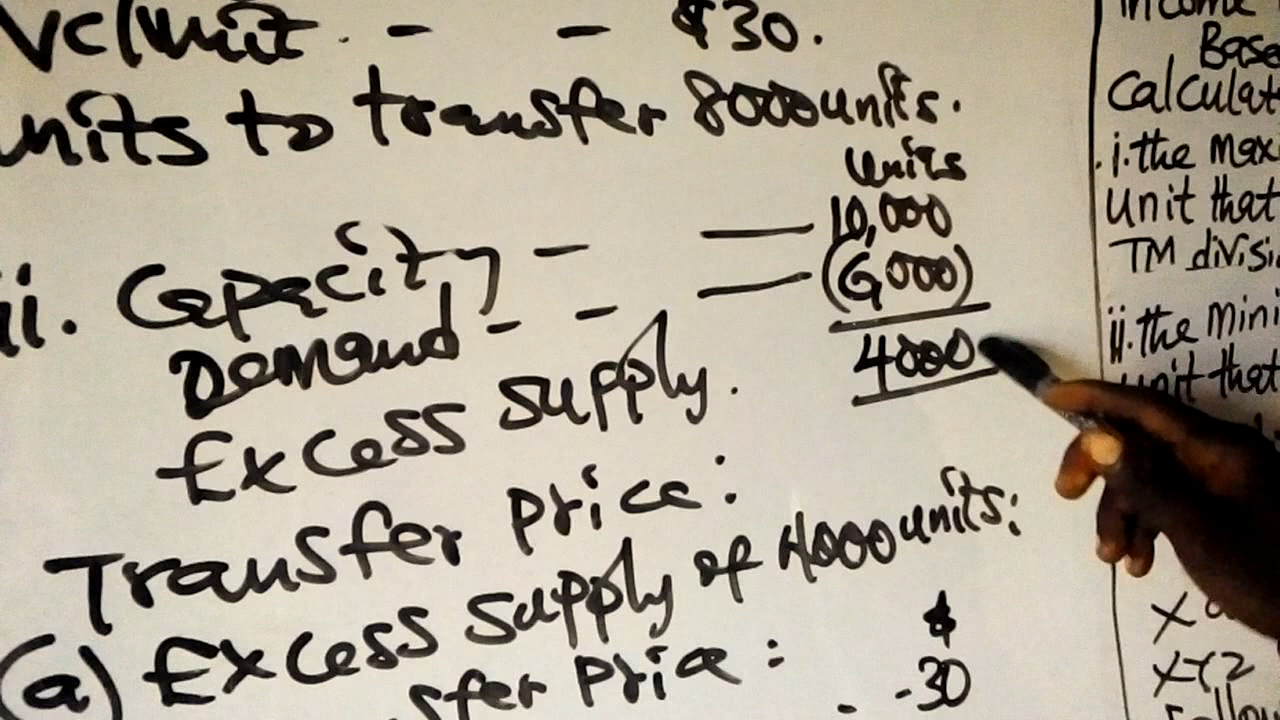 VC/unit. - - $30.
units to transfer 8000units.
units
ii. Capacity - — 10,000
Demand - - — (6,000)
Excess supply. 4000
Transfer price:
(a) Excess supply of 4000units:
$
price: . -30
income
Base
Calculat
i. the max
unit that
TM divisi
ii. the mini
unit that
X
XYZ